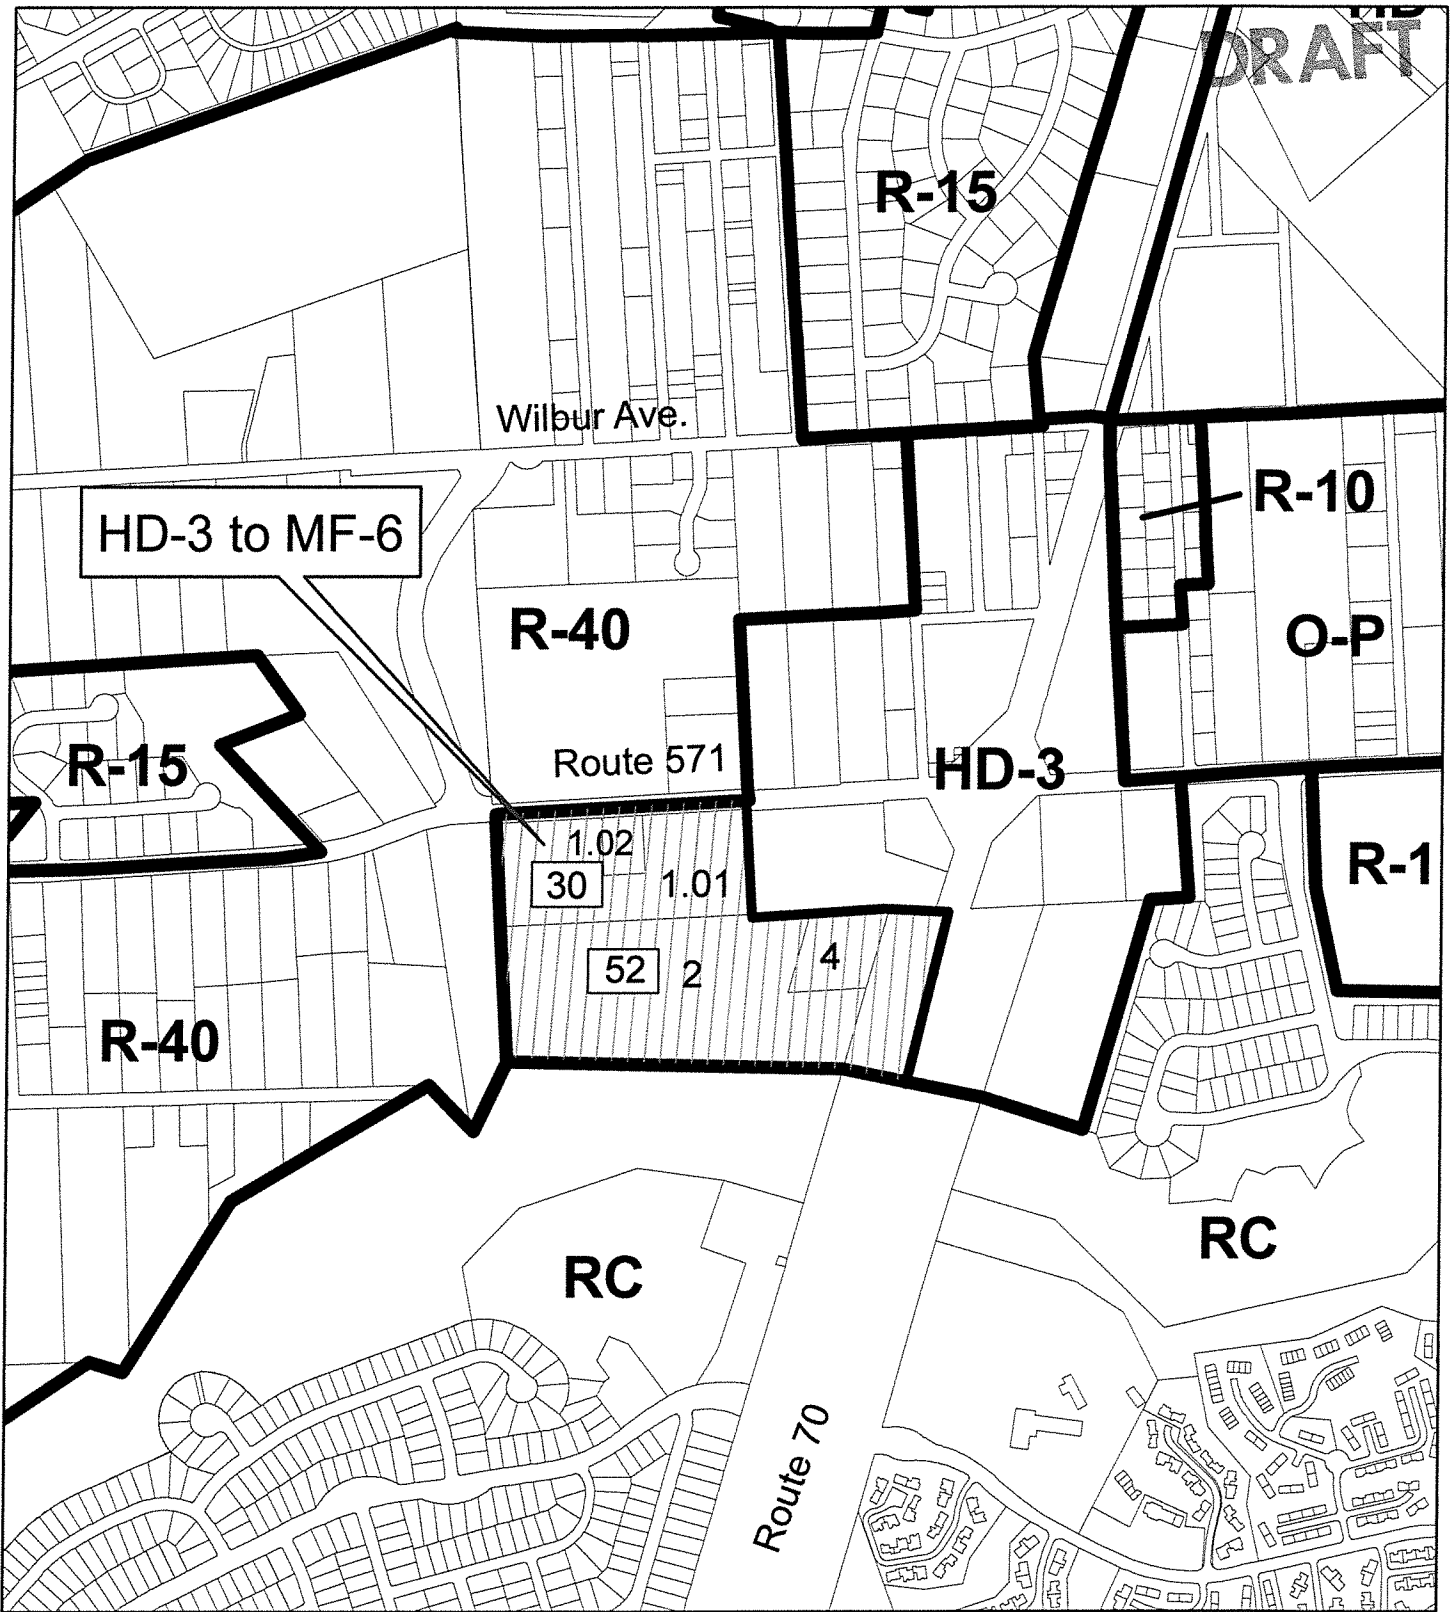 HD
DRAFT
R-15
Wilbur Ave.
R-10
HD-3 to MF-6
R-40
O-P
R-15
Route 571
HD-3
1.02
30
1.01
R-1
52
2
4
R-40
RC
RC
Route 70